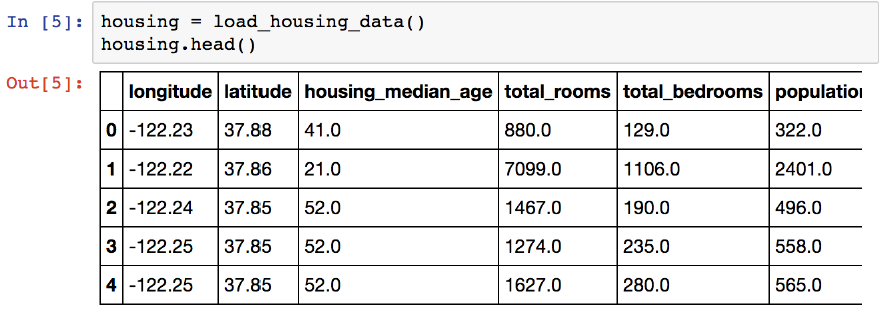 In [5]: housing = load_housing_data()
housing.head()
Out[5]:
longitude latitude housing_median_age total_rooms total_bedrooms population
0 -122.23 37.88 41.0 880.0 129.0 322.0
1 -122.22 37.86 21.0 7099.0 1106.0 2401.0
2 -122.24 37.85 52.0 1467.0 190.0 496.0
3 -122.25 37.85 52.0 1274.0 235.0 558.0
4 -122.25 37.85 52.0 1627.0 280.0 565.0